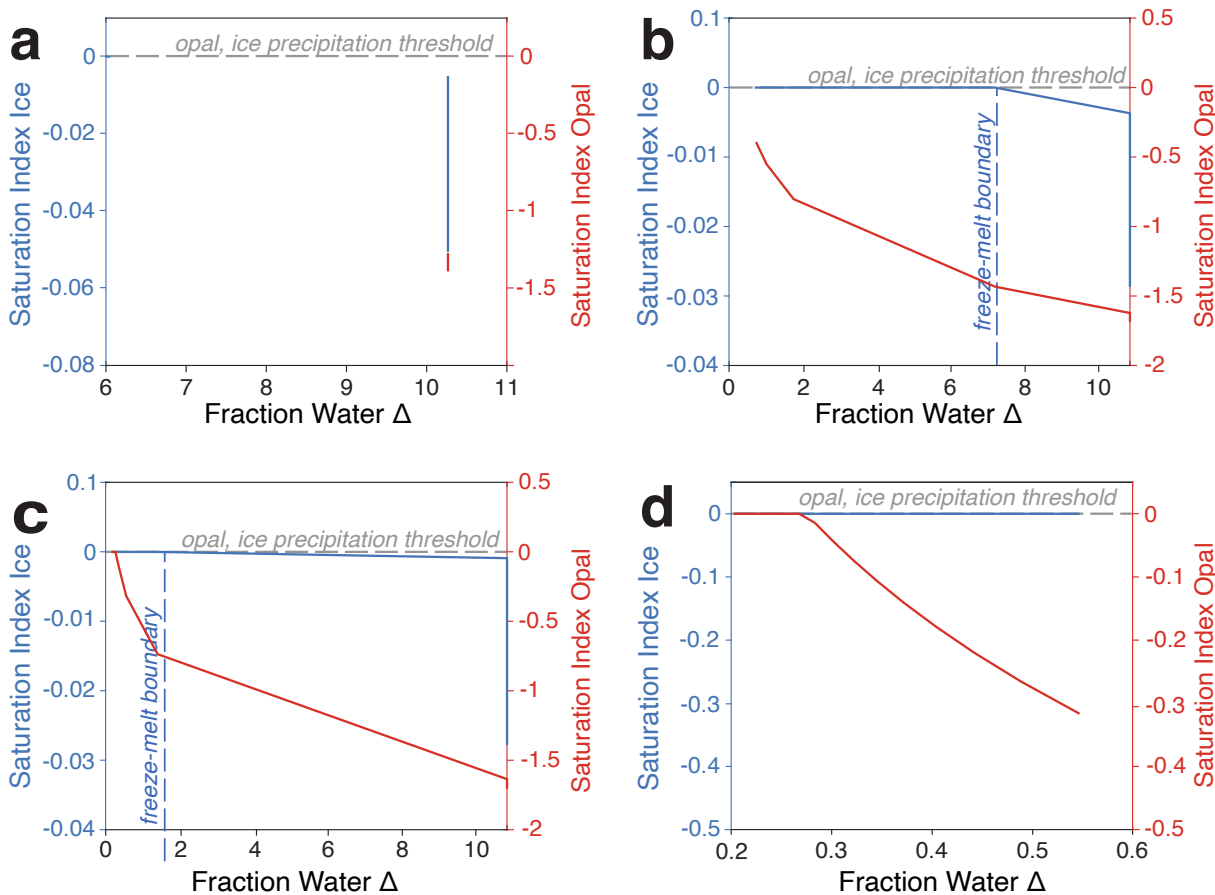 a
opal, ice precipitation threshold
Saturation Index Ice
0
-0.02
-0.04
-0.06
-0.08
Saturation Index Opal
0
-0.5
-1
-1.5
6 7 8 9 10 11
Fraction Water Δ
b
opal, ice precipitation threshold
freeze-melt boundary
Saturation Index Ice
0.1
0
-0.01
-0.02
-0.03
-0.04
Saturation Index Opal
0.5
0
-0.5
-1
-1.5
-2
0 2 4 6 8 10
Fraction Water Δ
c
opal, ice precipitation threshold
freeze-melt boundary
Saturation Index Ice
0.1
0
-0.01
-0.02
-0.03
-0.04
Saturation Index Opal
0.5
0
-0.5
-1
-1.5
-2
0 2 4 6 8 10
Fraction Water Δ
d
opal, ice precipitation threshold
Saturation Index Ice
0
-0.1
-0.2
-0.3
-0.4
-0.5
Saturation Index Opal
0
-0.1
-0.2
-0.3
-0.4
-0.5
0.2 0.3 0.4 0.5 0.6
Fraction Water Δ